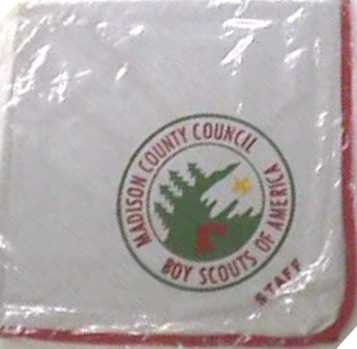 MADISON COUNTY COUNCIL
BOY SCOUTS OF AMERICA
STAFF